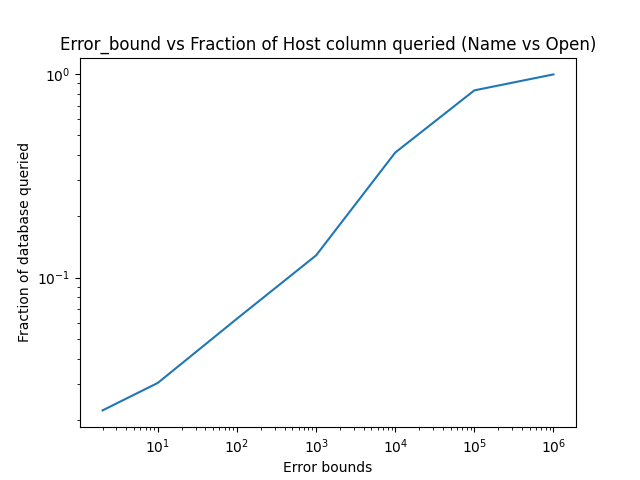 Error_bound vs Fraction of Host column queried (Name vs Open)
10⁰
10⁻¹
Fraction of database queried
10¹ 10² 10³ 10⁴ 10⁵ 10⁶
Error bounds